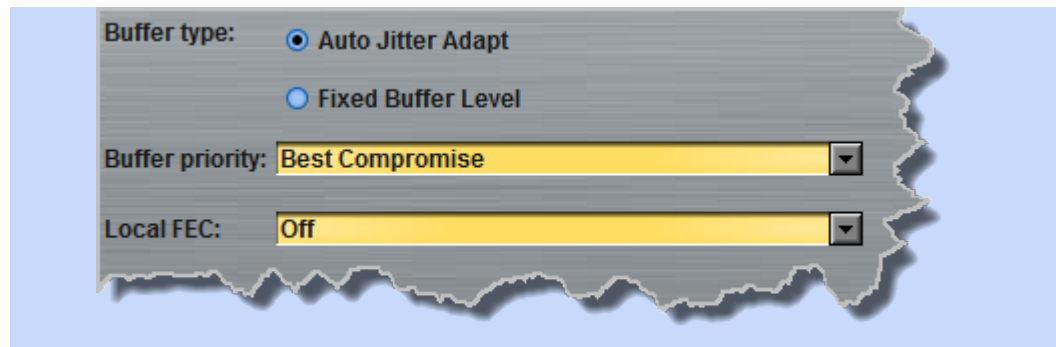 Buffer type:
Auto Jitter Adapt
Fixed Buffer Level
Buffer priority: Best Compromise
Local FEC: Off